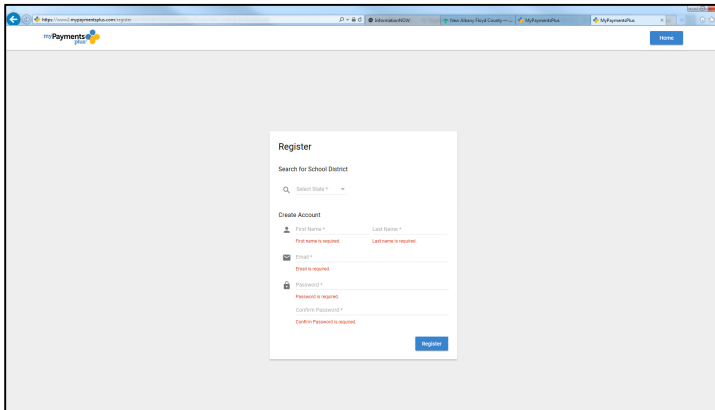 https://www2.mypaymentsplus.com/register
InformationNOW
New Albany Floyd County —...
MyPaymentsPlus
MyPaymentsPlus
myPayments
plus
Home
Register
Search for School District
Select State *
Create Account
First Name *
Last Name *
First name is required.
Last name is required.
Email *
Email is required.
Password *
Password is required.
Confirm Password *
Confirm Password is required.
Register